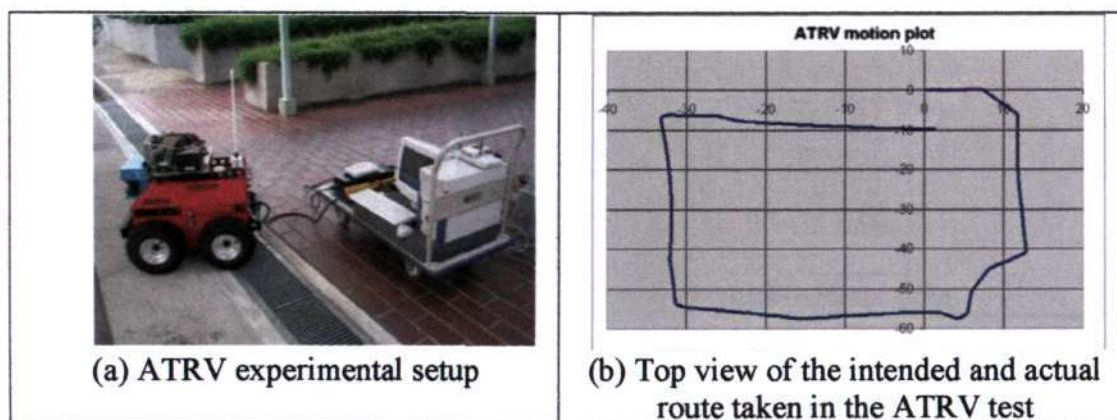 ATRV motion plot
10
0
-40 -30 -20 -10 0 10 20
-10
-20
-30
-40
-50
-60
(a) ATRV experimental setup
(b) Top view of the intended and actual
route taken in the ATRV test